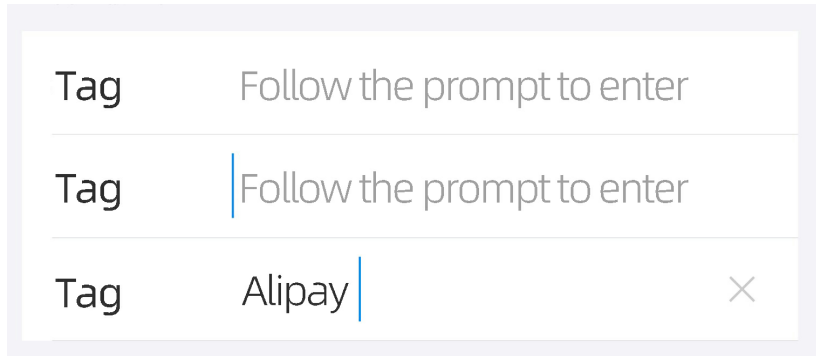 Tag Follow the prompt to enter
Tag Follow the prompt to enter
Tag Alipay